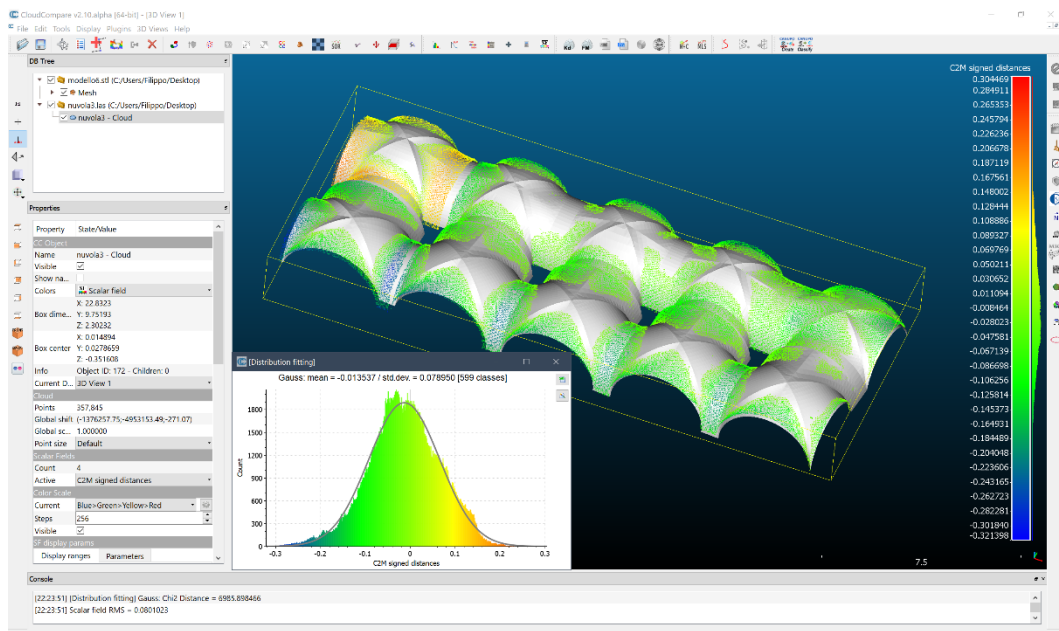 CloudCompare v2.10.alpha [64-bit] - [3D View 1]
File Edit Tools Display Plugins 3D Views Help
SOR
DB Tree
modello6.stl (C:/Users/Filippo/Desktop)
Mesh
nuvola3.las (C:/Users/Filippo/Desktop)
nuvola3 - Cloud
Properties
Property State/Value
CC Object
Name nuvola3 - Cloud
Visible
Show na...
Colors Scalar field
X: 22.8323
Box dime... Y: 9.75193
Z: 2.30232
X: 0.014894
Box center Y: 0.0278659
Z: -0.351608
Info Object ID: 172 - Children: 0
Current D... 3D View 1
Cloud
Points 357,845
Global shift (-1376257.75;-4953153.49;-271.07)
Global sc... 1.000000
Point size Default
Scalar Fields
Count 4
Active C2M signed distances
Color Scale
Current Blue>Green>Yellow>Red
Steps 256
Visible
SF display params
Display ranges Parameters
C2M signed distances
0.304469
0.284911
0.265353
0.245794
0.226236
0.206678
0.187119
0.167561
0.148002
0.128444
0.108886
0.089327
0.069769
0.050211
0.030652
0.011094
-0.008464
-0.028023
-0.047581
-0.067139
-0.086698
-0.106256
-0.125814
-0.145373
-0.164931
-0.184489
-0.204048
-0.223606
-0.243165
-0.262723
-0.282281
-0.301840
-0.321398
7.5
[Distribution fitting]
Gauss: mean = -0.013537 / std.dev. = 0.078950 [599 classes]
Count
1800
1500
1200
900
600
300
0
-0.3 -0.2 -0.1 0 0.1 0.2 0.3
C2M signed distances
Console
[22:23:51] [Distribution fitting] Gauss: Chi2 Distance = 6985.898466
[22:23:51] Scalar field RMS = 0.0801023